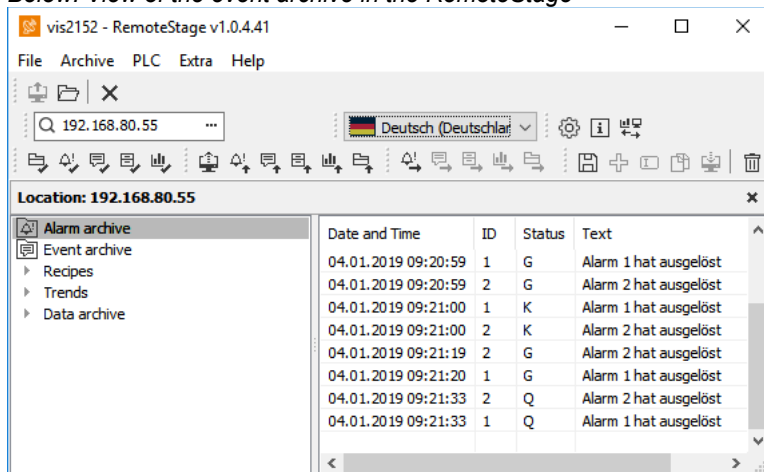 Below: View of the event archive in the RemoteStage
vis2152 - RemoteStage v1.0.4.41
File Archive PLC Extra Help
192.168.80.55 ...
Deutsch (Deutschlan
Location: 192.168.80.55
Alarm archive
Event archive
Recipes
Trends
Data archive
Date and Time ID Status Text
04.01.2019 09:20:59 1 G Alarm 1 hat ausgelöst
04.01.2019 09:20:59 2 G Alarm 2 hat ausgelöst
04.01.2019 09:21:00 1 K Alarm 1 hat ausgelöst
04.01.2019 09:21:00 2 K Alarm 2 hat ausgelöst
04.01.2019 09:21:19 2 G Alarm 2 hat ausgelöst
04.01.2019 09:21:20 1 G Alarm 1 hat ausgelöst
04.01.2019 09:21:33 2 Q Alarm 2 hat ausgelöst
04.01.2019 09:21:33 1 Q Alarm 1 hat ausgelöst